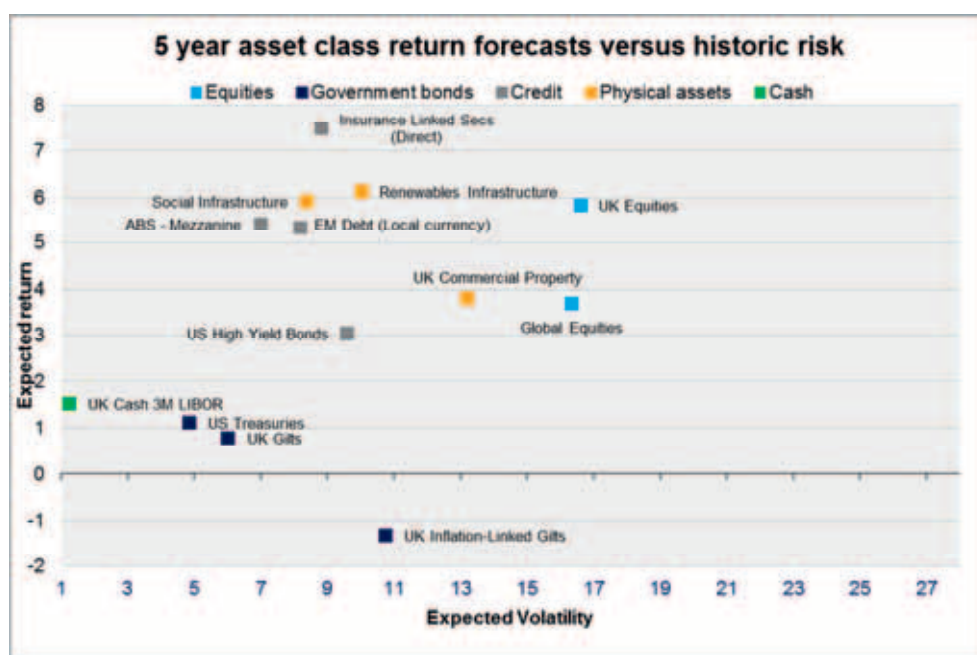 5 year asset class return forecasts versus historic risk
Equities Government bonds Credit Physical assets Cash
8
Insurance Linked Secs
(Direct)
7
6
Social Infrastructure
Renewables Infrastructure
UK Equities
ABS - Mezzanine
EM Debt (Local currency)
5
UK Commercial Property
4
Global Equities
US High Yield Bonds
3
Expected return
2
UK Cash 3M LIBOR
US Treasuries
1
UK Gilts
0
-1
UK Inflation-Linked Gilts
-2
1 3 5 7 9 11 13 15 17 19 21 23 25 27
Expected Volatility